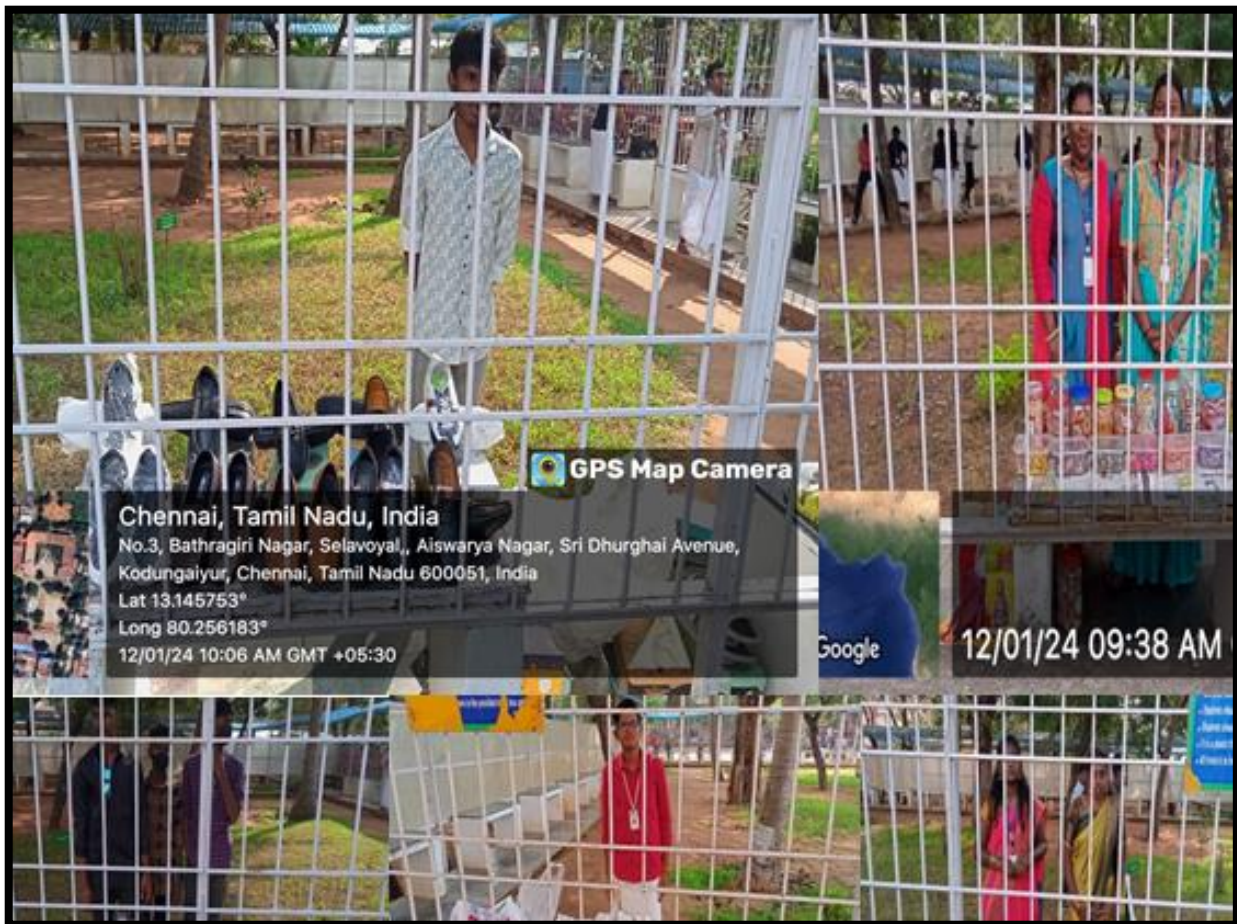 GPS Map Camera
Chennai, Tamil Nadu, India
No.3, Bathragiri Nagar, Selavoyal,, Aiswarya Nagar, Sri Dhurghai Avenue,
Kodungaiyur, Chennai, Tamil Nadu 600051, India
Lat 13.145753°
Long 80.256183°
12/01/24 10:06 AM GMT +05:30
Google
12/01/24 09:38 AM